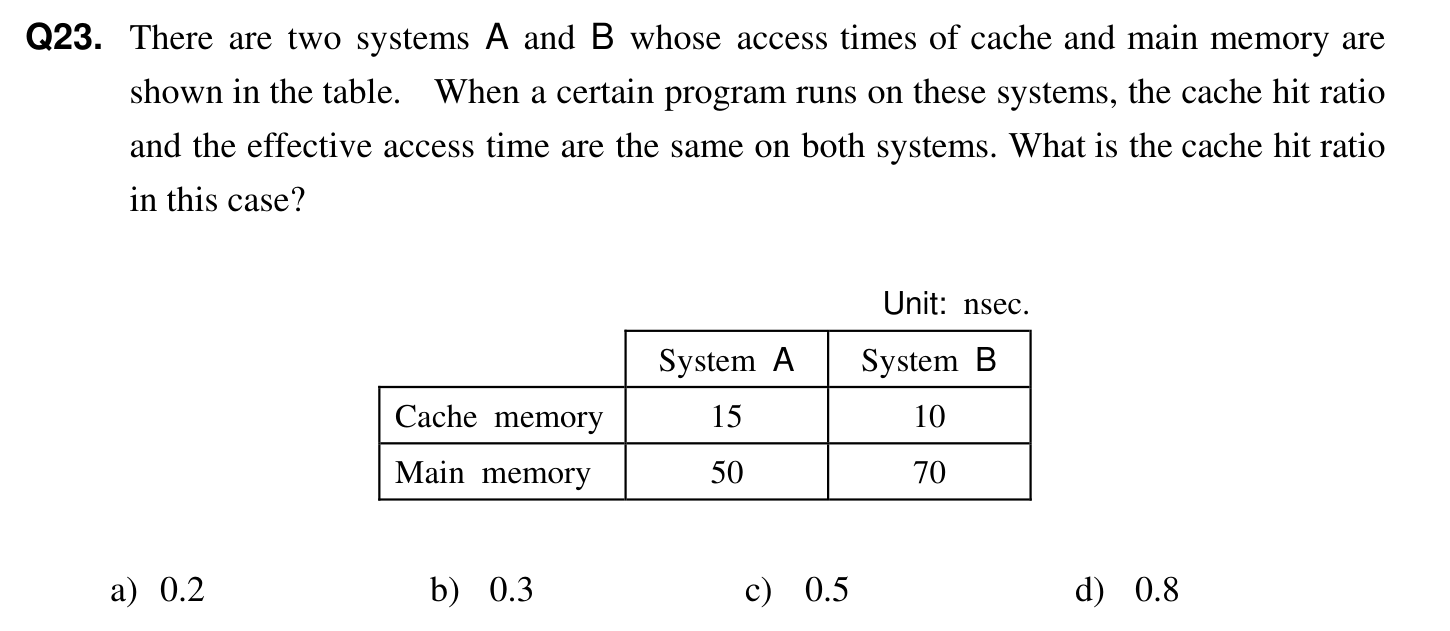 Q23. There are two systems A and B whose access times of cache and main memory are
shown in the table. When a certain program runs on these systems, the cache hit ratio
and the effective access time are the same on both systems. What is the cache hit ratio
in this case?
Unit: nsec.
System A System B
Cache memory 15 10
Main memory 50 70
a) 0.2 b) 0.3 c) 0.5 d) 0.8